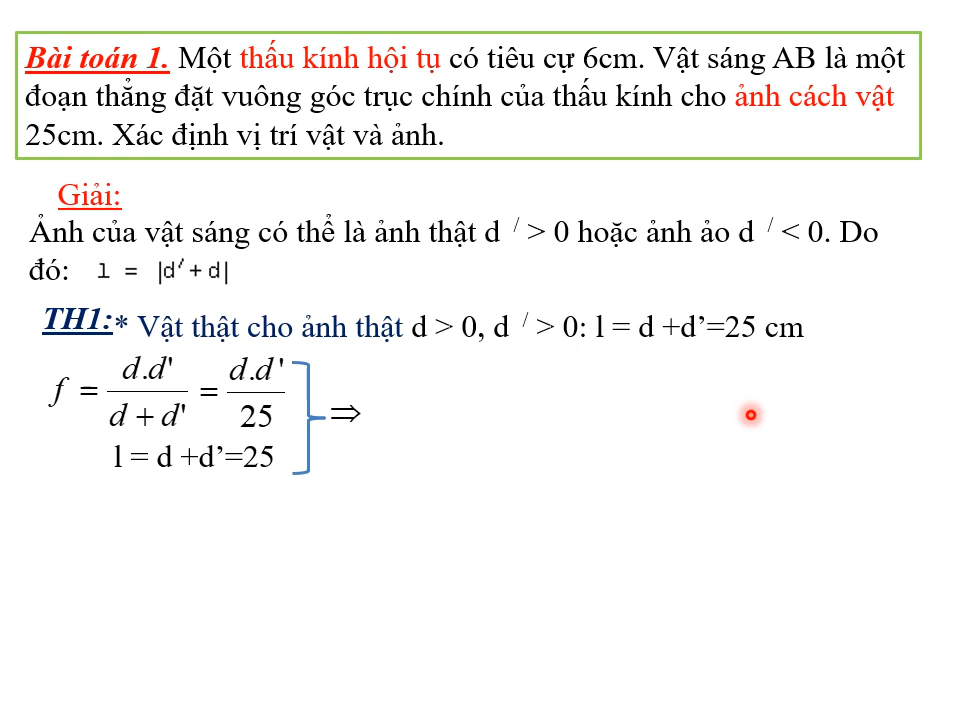 Bài toán 1. Một thấu kính hội tụ có tiêu cự 6cm. Vật sáng AB là một
đoạn thẳng đặt vuông góc trục chính của thấu kính cho ảnh cách vật
25cm. Xác định vị trí vật và ảnh.
Giải:
Ảnh của vật sáng có thể là ảnh thật d / > 0 hoặc ảnh ảo d / < 0. Do
đó: l = |d′+ d|
TH1:* Vật thật cho ảnh thật d > 0, d / > 0: l = d +d’=25 cm
f = d.d' / d + d' = d.d' / 25 ⇒
l = d +d’=25